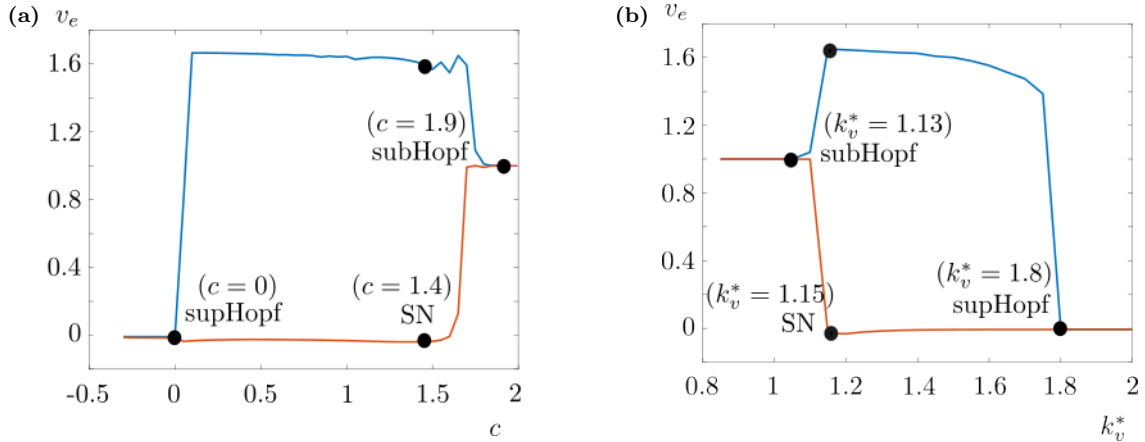 (a)
v_e
1.6
1.2
0.8
0.4
0
-0.5
0
0.5
1
1.5
2
c
(c = 1.9)
subHopf
(c = 0)
supHopf
(c = 1.4)
SN
(b)
v_e
1.6
1.2
0.8
0.4
0
0.8
1
1.2
1.4
1.6
1.8
2
k_v^*
(k_v^* = 1.13)
subHopf
(k_v^* = 1.15)
SN
(k_v^* = 1.8)
supHopf